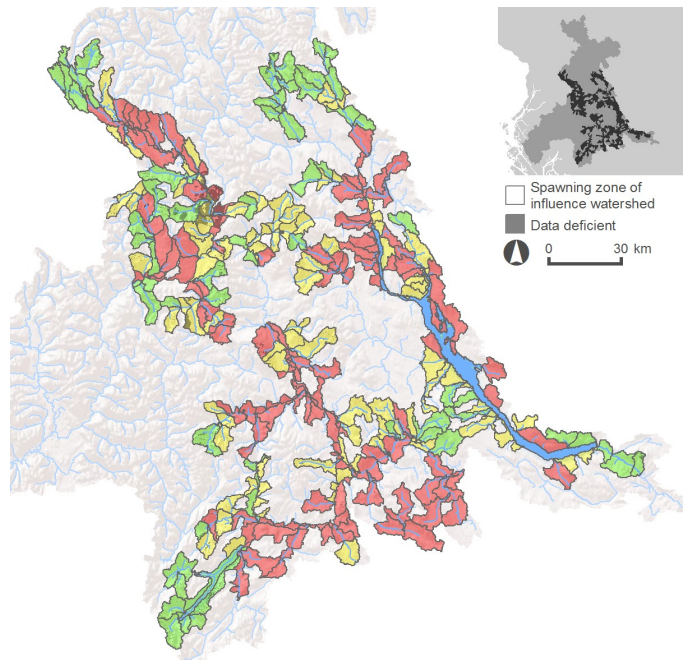 Spawning zone of
influence watershed
Data deficient
0 30 km